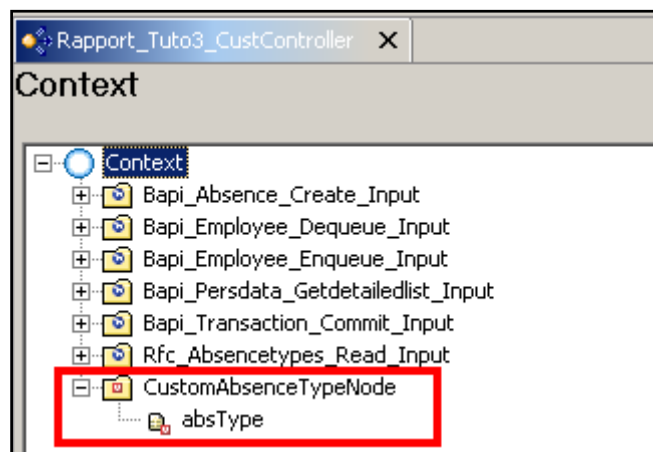 Rapport_Tuto3_CustController
Context
Context
Bapi_Absence_Create_Input
Bapi_Employee_Dequeue_Input
Bapi_Employee_Enqueue_Input
Bapi_Persdata_Getdetailedlist_Input
Bapi_Transaction_Commit_Input
Rfc_Absencetypes_Read_Input
CustomAbsenceTypeNode
absType